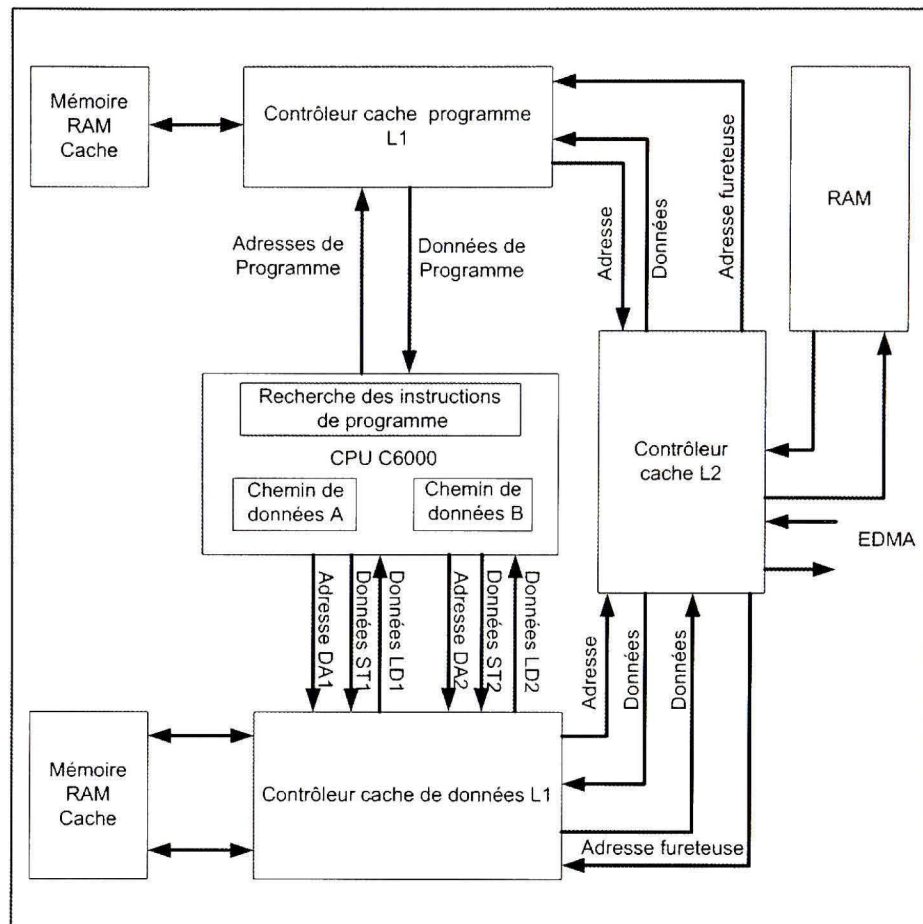 Mémoire
RAM
Cache
Contrôleur cache programme
L1
RAM
Adresses de
Programme
Données de
Programme
Adresse
Données
Adresse fureteuse
Recherche des instructions
de programme
CPU C6000
Chemin de
données A
Chemin de
données B
Contrôleur
cache L2
EDMA
Adresse DA1
Données ST1
Données LD1
Adresse DA2
Données ST2
Données LD2
Adresse
Données
Données
Mémoire
RAM
Cache
Contrôleur cache de données L1
Adresse fureteuse